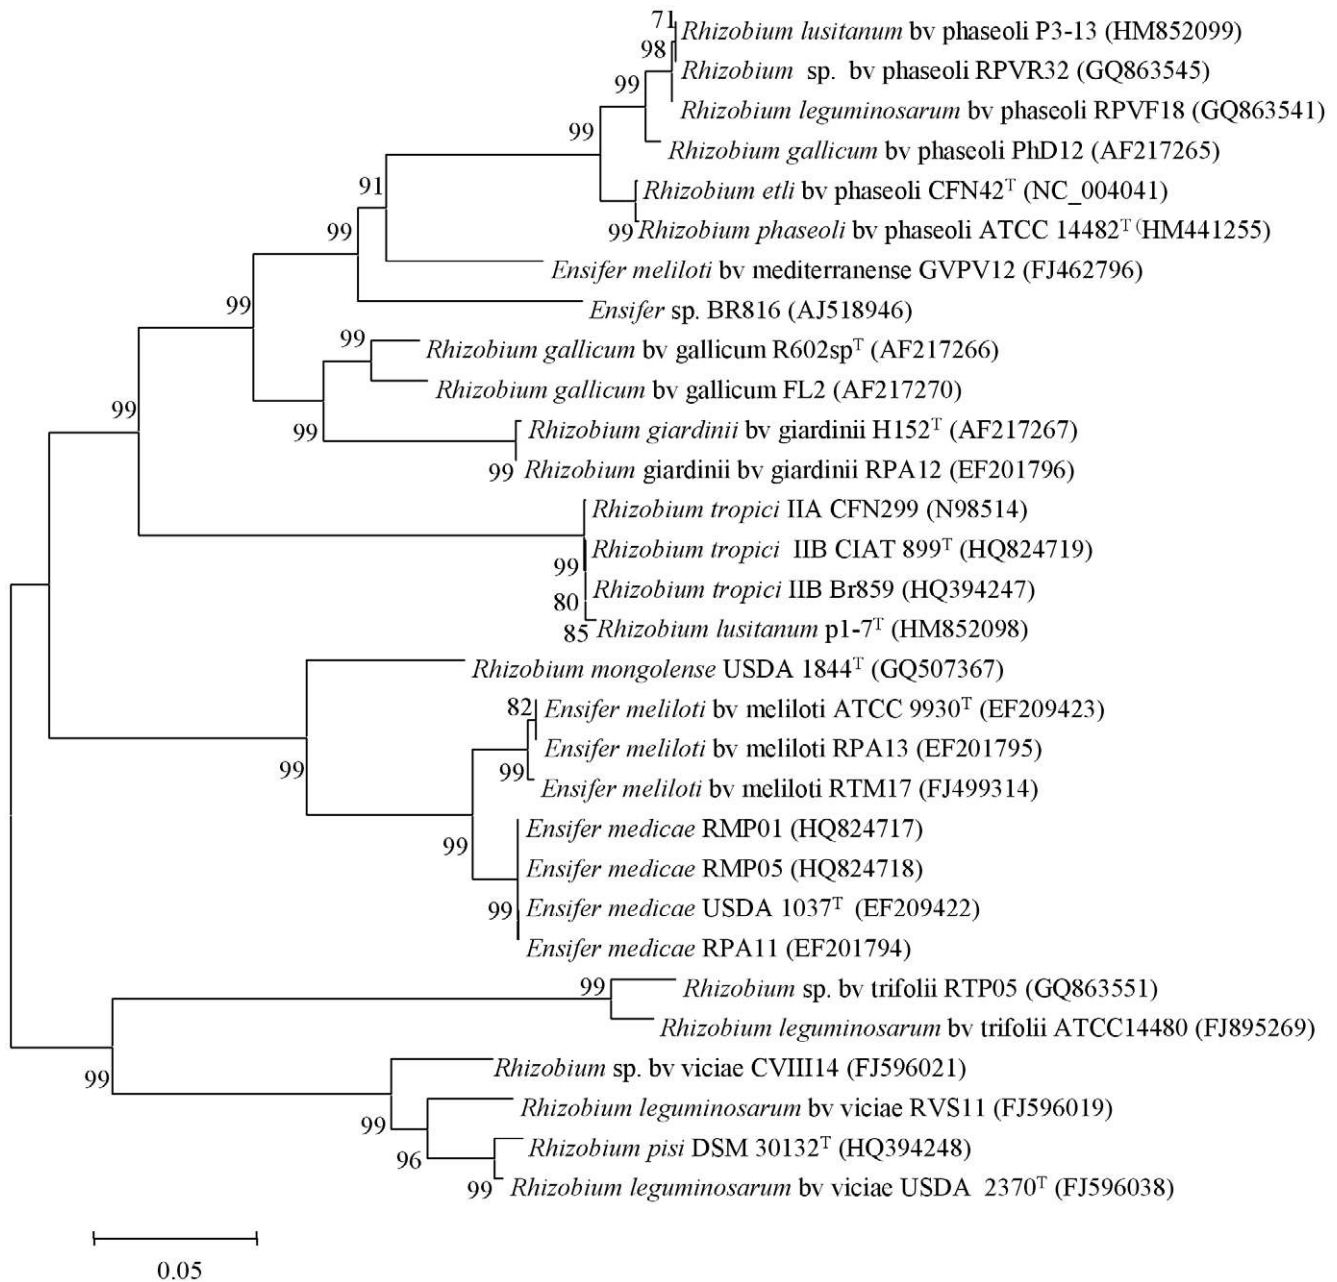 71
Rhizobium lusitanum bv phaseoli P3-13 (HM852099)
98
Rhizobium sp. bv phaseoli RPVR32 (GQ863545)
99
Rhizobium leguminosarum bv phaseoli RPVF18 (GQ863541)
99
Rhizobium gallicum bv phaseoli PhD12 (AF217265)
91
Rhizobium etli bv phaseoli CFN42ᵀ (NC_004041)
99
99
Rhizobium phaseoli bv phaseoli ATCC 14482ᵀ (HM441255)
Ensifer meliloti bv mediterranense GVPV12 (FJ462796)
99
Ensifer sp. BR816 (AJ518946)
99
Rhizobium gallicum bv gallicum R602spᵀ (AF217266)
Rhizobium gallicum bv gallicum FL2 (AF217270)
99
99
Rhizobium giardinii bv giardinii H152ᵀ (AF217267)
99
Rhizobium giardinii bv giardinii RPA12 (EF201796)
Rhizobium tropici IIA CFN299 (N98514)
Rhizobium tropici IIB CIAT 899ᵀ (HQ824719)
99
Rhizobium tropici IIB Br859 (HQ394247)
80
85
Rhizobium lusitanum p1-7ᵀ (HM852098)
Rhizobium mongolense USDA 1844ᵀ (GQ507367)
82
Ensifer meliloti bv meliloti ATCC 9930ᵀ (EF209423)
Ensifer meliloti bv meliloti RPA13 (EF201795)
99
99
Ensifer meliloti bv meliloti RTM17 (FJ499314)
Ensifer medicae RMP01 (HQ824717)
99
Ensifer medicae RMP05 (HQ824718)
99
Ensifer medicae USDA 1037ᵀ (EF209422)
Ensifer medicae RPA11 (EF201794)
99
Rhizobium sp. bv trifolii RTP05 (GQ863551)
Rhizobium leguminosarum bv trifolii ATCC14480 (FJ895269)
Rhizobium sp. bv viciae CVIII14 (FJ596021)
99
Rhizobium leguminosarum bv viciae RVS11 (FJ596019)
99
Rhizobium pisi DSM 30132ᵀ (HQ394248)
96
99
Rhizobium leguminosarum bv viciae USDA 2370ᵀ (FJ596038)
0.05